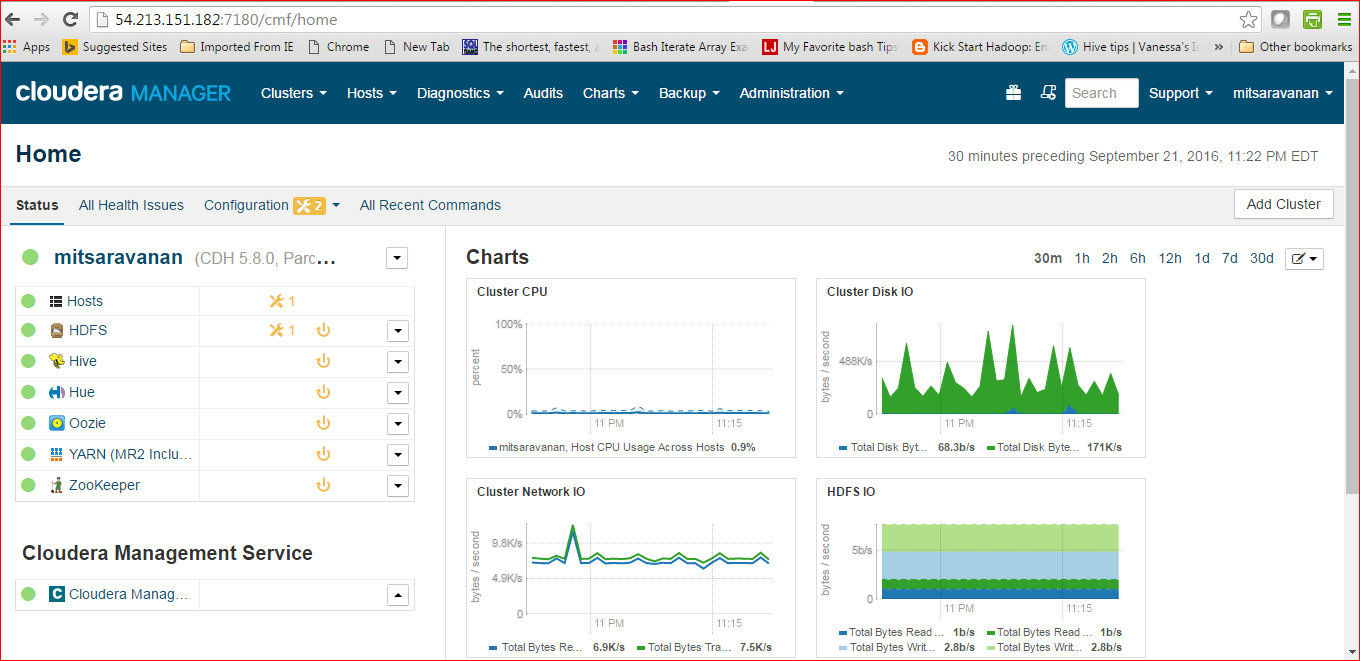 54.213.151.182:7180/cmf/home
Apps Suggested Sites Imported From IE Chrome New Tab The shortest, fastest, Bash Iterate Array Exa My Favorite bash Tips Kick Start Hadoop: En Hive tips | Vanessa's » Other bookmarks
cloudera MANAGER Clusters Hosts Diagnostics Audits Charts Backup Administration Search Support mitsaravanan
Home
30 minutes preceding September 21, 2016, 11:22 PM EDT
Status All Health Issues Configuration 2 All Recent Commands Add Cluster
mitsaravanan (CDH 5.8.0, Parc...
Hosts 1
HDFS 1
Hive
Hue
Oozie
YARN (MR2 Inclu...
ZooKeeper
Cloudera Management Service
C Cloudera Manag...
Charts
30m 1h 2h 6h 12h 1d 7d 30d
Cluster CPU
percent
100%
50%
0%
11 PM 11:15
mitsaravanan, Host CPU Usage Across Hosts 0.9%
Cluster Disk IO
bytes / second
488K/s
0
11 PM 11:15
Total Disk Byt... 68.3b/s Total Disk Byte... 171K/s
Cluster Network IO
bytes / second
9.8K/s
4.9K/s
0
11 PM 11:15
Total Bytes Re... 6.9K/s Total Bytes Tra... 7.5K/s
HDFS IO
bytes / second
5b/s
0
11 PM 11:15
Total Bytes Read ... 1b/s Total Bytes Read ... 1b/s
Total Bytes Writ... 2.8b/s Total Bytes Writ... 2.8b/s